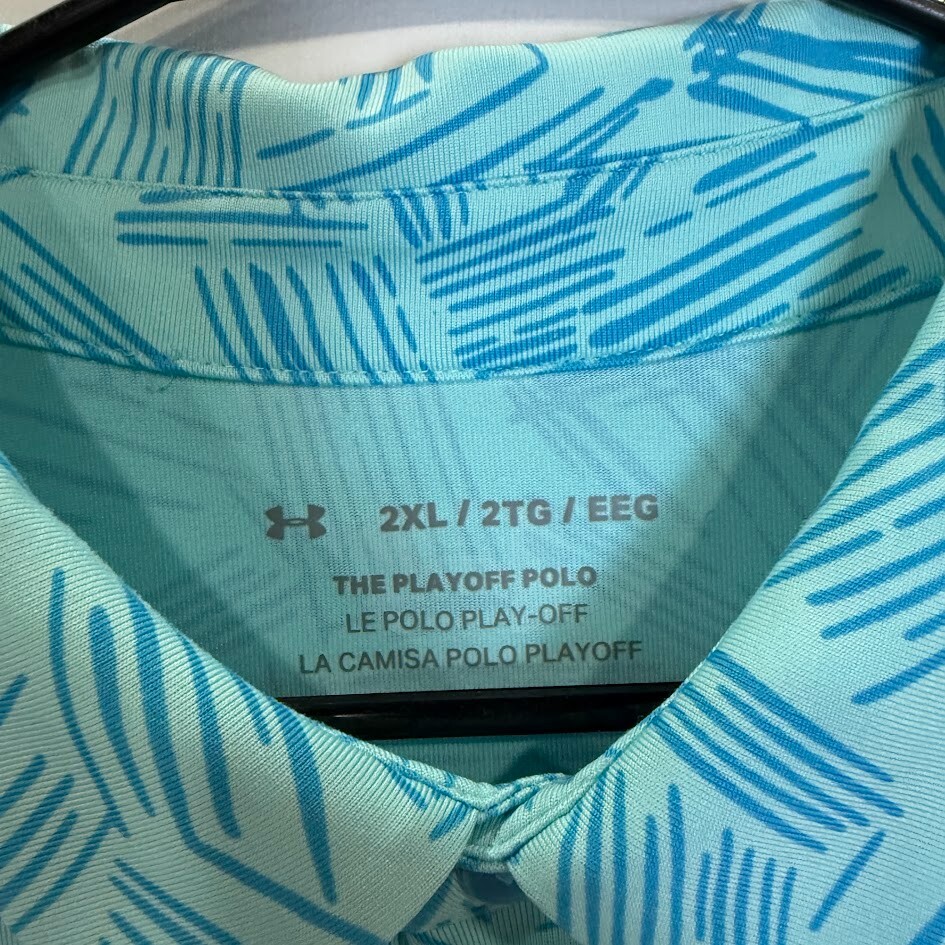 2XL / 2TG / EEG
THE PLAYOFF POLO
LE POLO PLAY-OFF
LA CAMISA POLO PLAYOFF